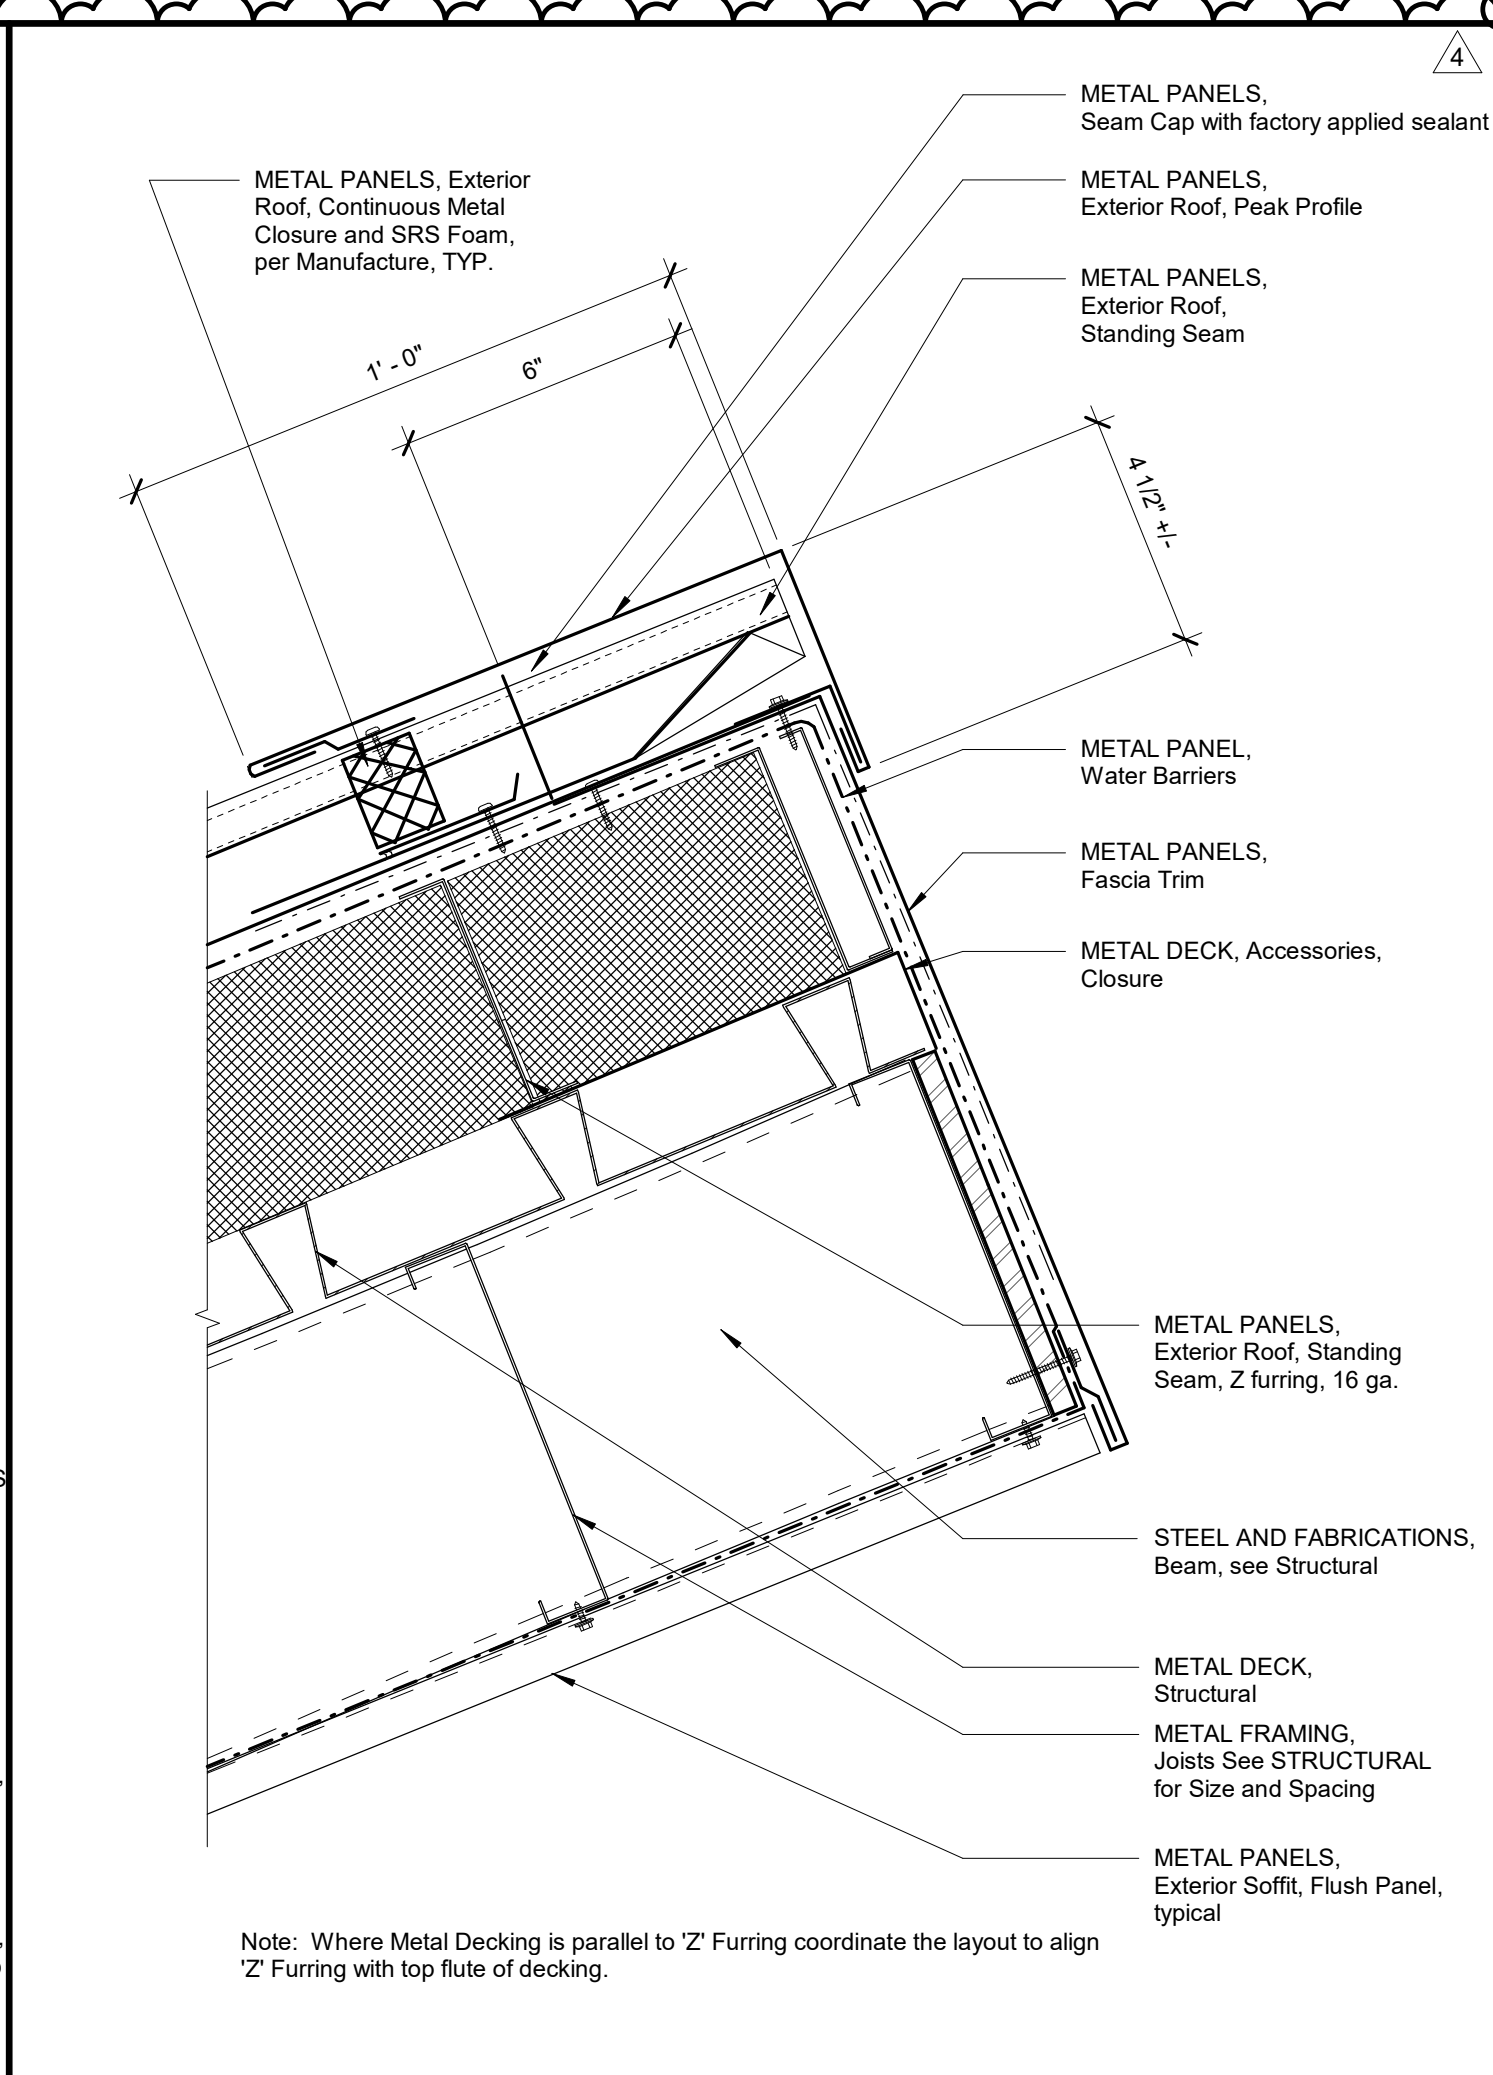 4
METAL PANELS,
Seam Cap with factory applied sealant
METAL PANELS, Exterior
Roof, Continuous Metal
Closure and SRS Foam,
per Manufacture, TYP.
METAL PANELS,
Exterior Roof, Peak Profile
METAL PANELS,
Exterior Roof,
Standing Seam
1' - 0"
6"
4 1/2" +/-
METAL PANEL,
Water Barriers
METAL PANELS,
Fascia Trim
METAL DECK, Accessories,
Closure
METAL PANELS,
Exterior Roof, Standing
Seam, Z furring, 16 ga.
STEEL AND FABRICATIONS,
Beam, see Structural
METAL DECK,
Structural
METAL FRAMING,
Joists See STRUCTURAL
for Size and Spacing
METAL PANELS,
Exterior Soffit, Flush Panel,
typical
Note:  Where Metal Decking is parallel to 'Z' Furring coordinate the layout to align
'Z' Furring with top flute of decking.